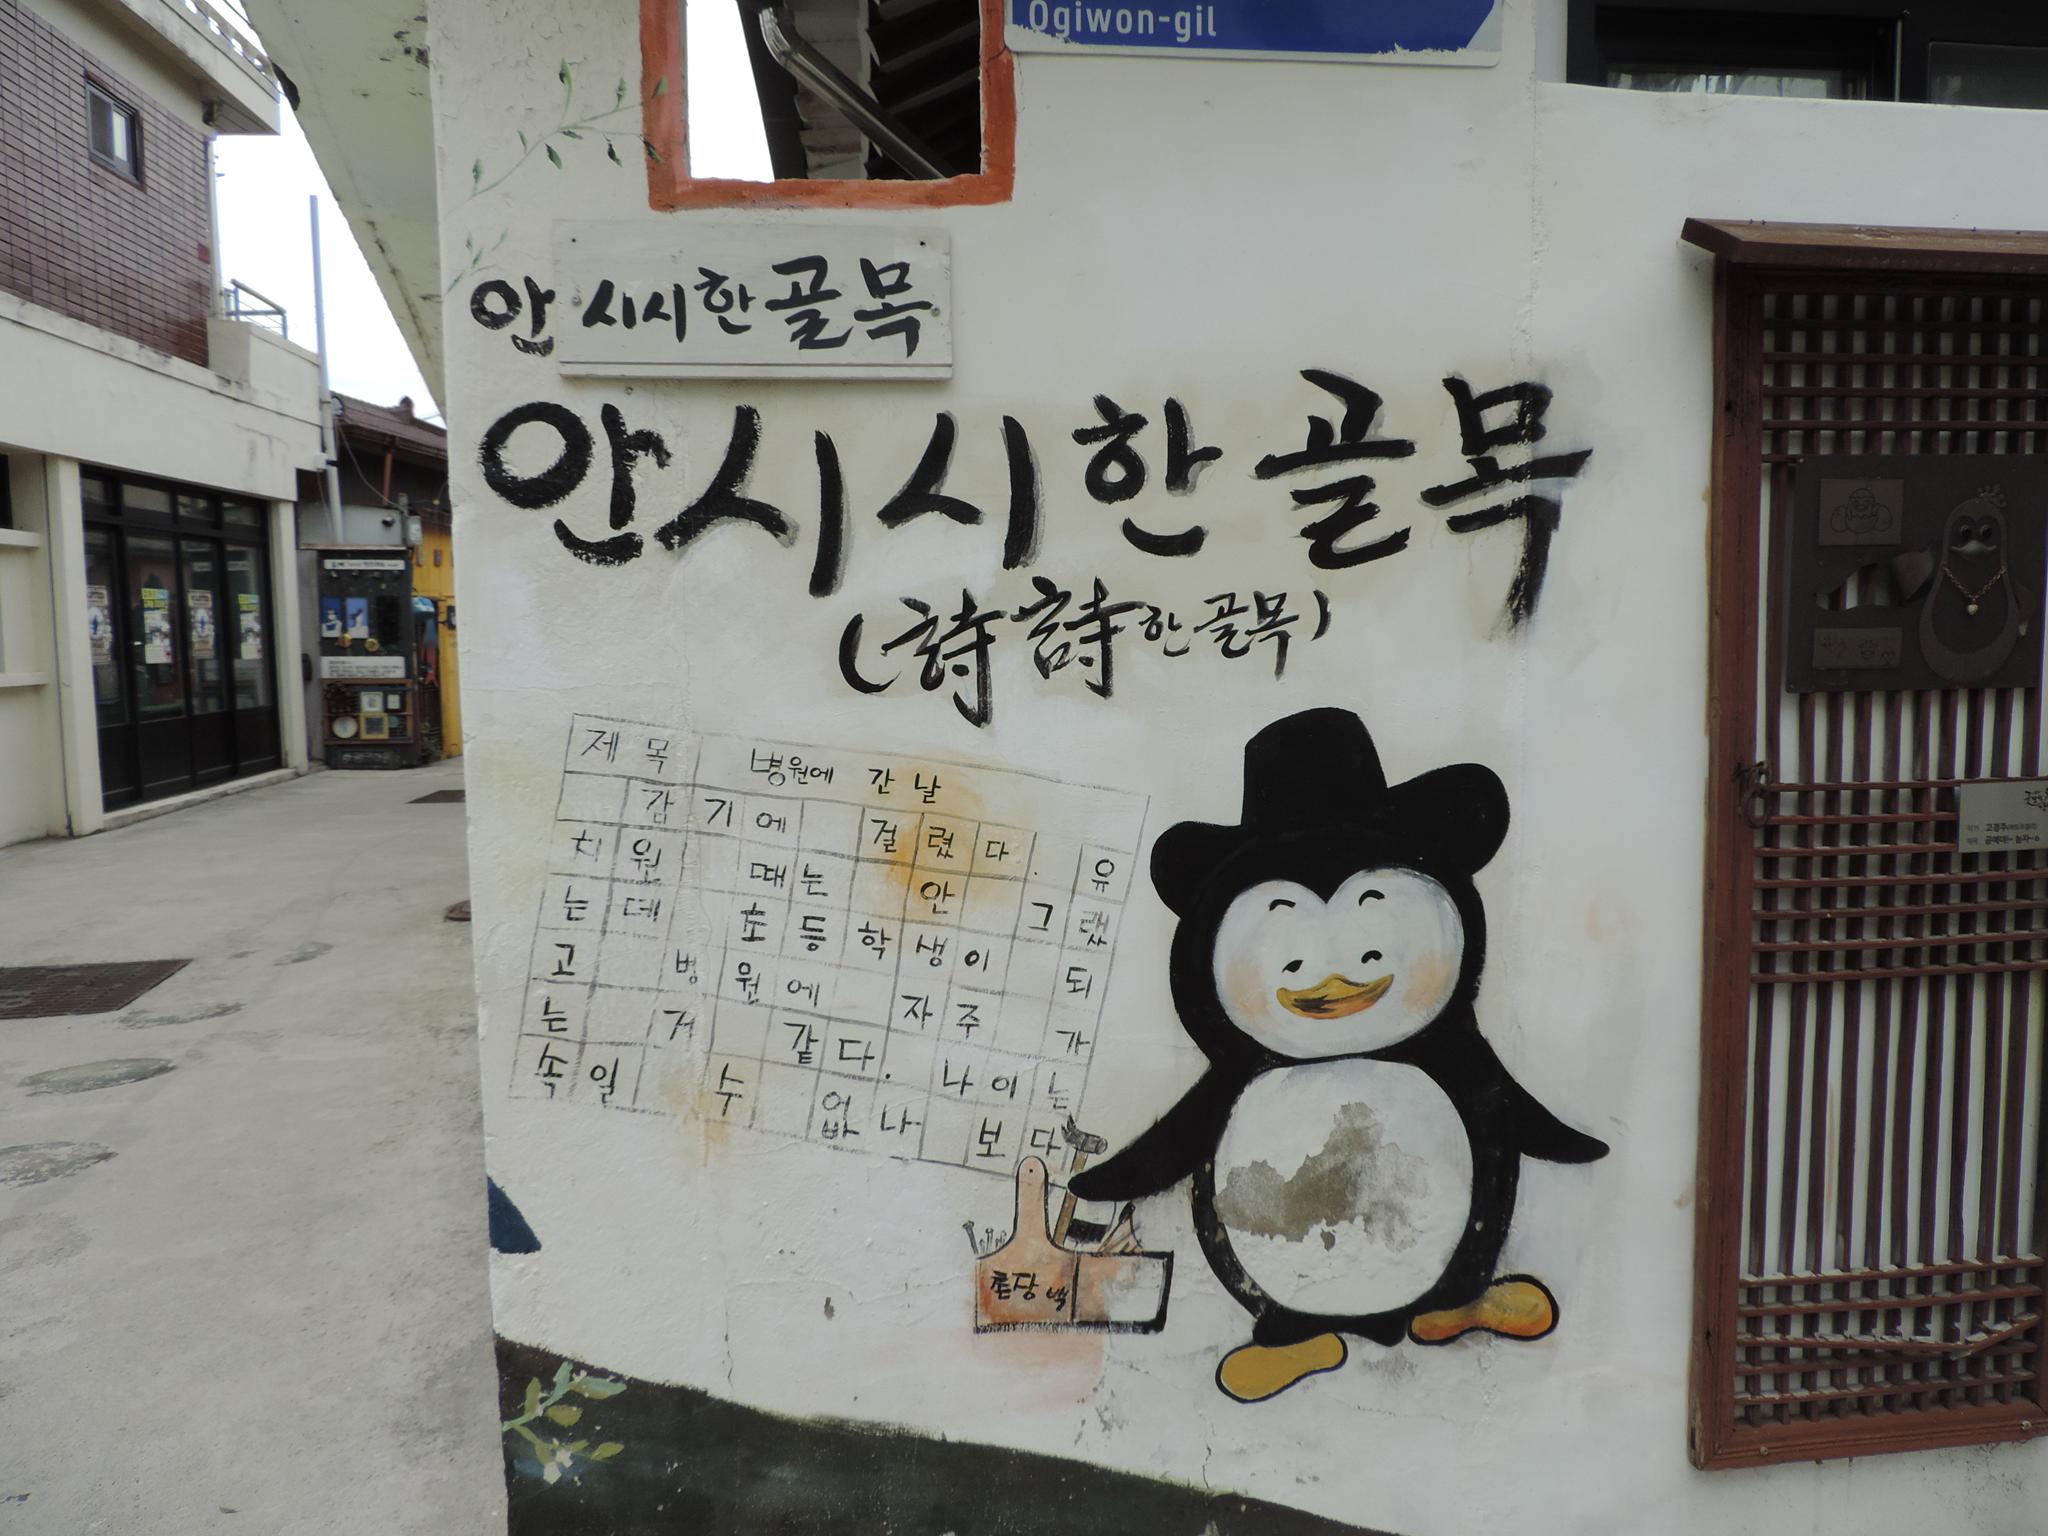 Ogiwon-gil
안 시시한 골목
안 시시한 골목
(詩詩한 골목)
제목 병원에 간 날
감기에 걸렸다. 유
치원 때는 안 그랬
는데 초등학생이 되
고 병원에 자주 가
는 거 같다. 나이는
속일 수 없나 보다
촌당 백